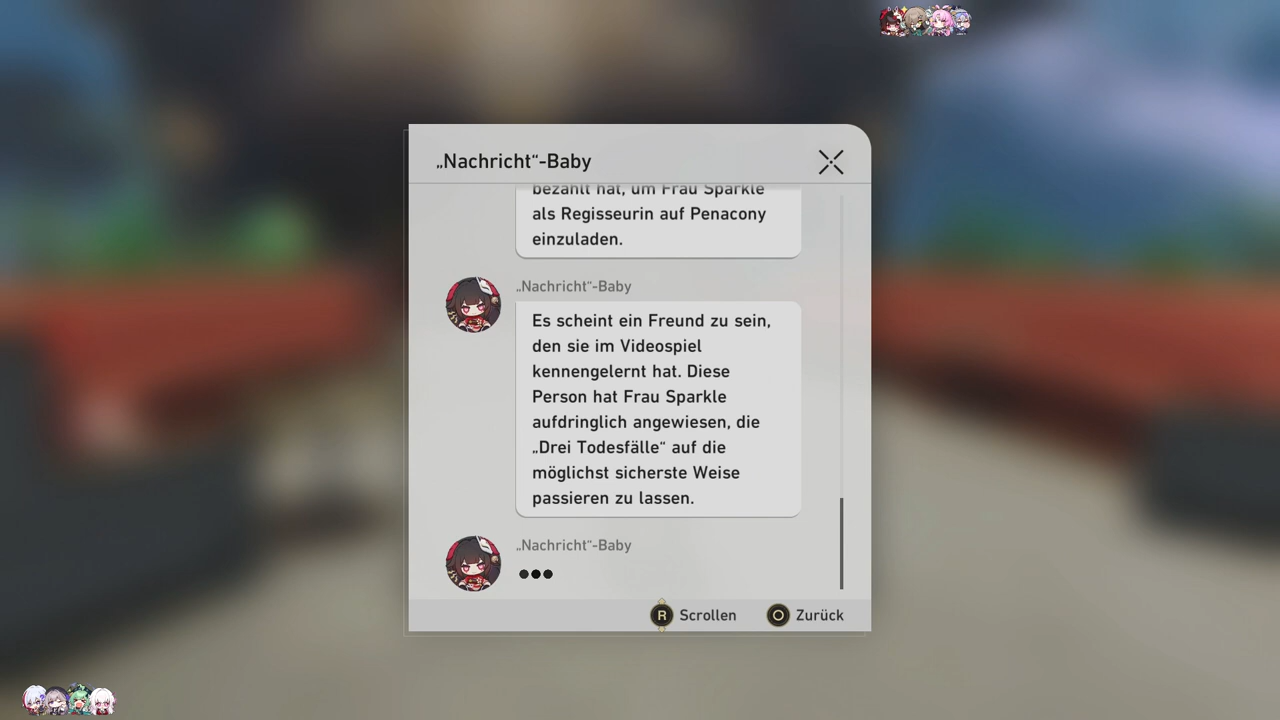 „Nachricht“-Baby
bezahlt hat, um Frau Sparkle
als Regisseurin auf Penacony
einzuladen.
„Nachricht“-Baby
Es scheint ein Freund zu sein,
den sie im Videospiel
kennengelernt hat. Diese
Person hat Frau Sparkle
aufdringlich angewiesen, die
„Drei Todesfälle“ auf die
möglichst sicherste Weise
passieren zu lassen.
„Nachricht“-Baby
R Scrollen
Zurück